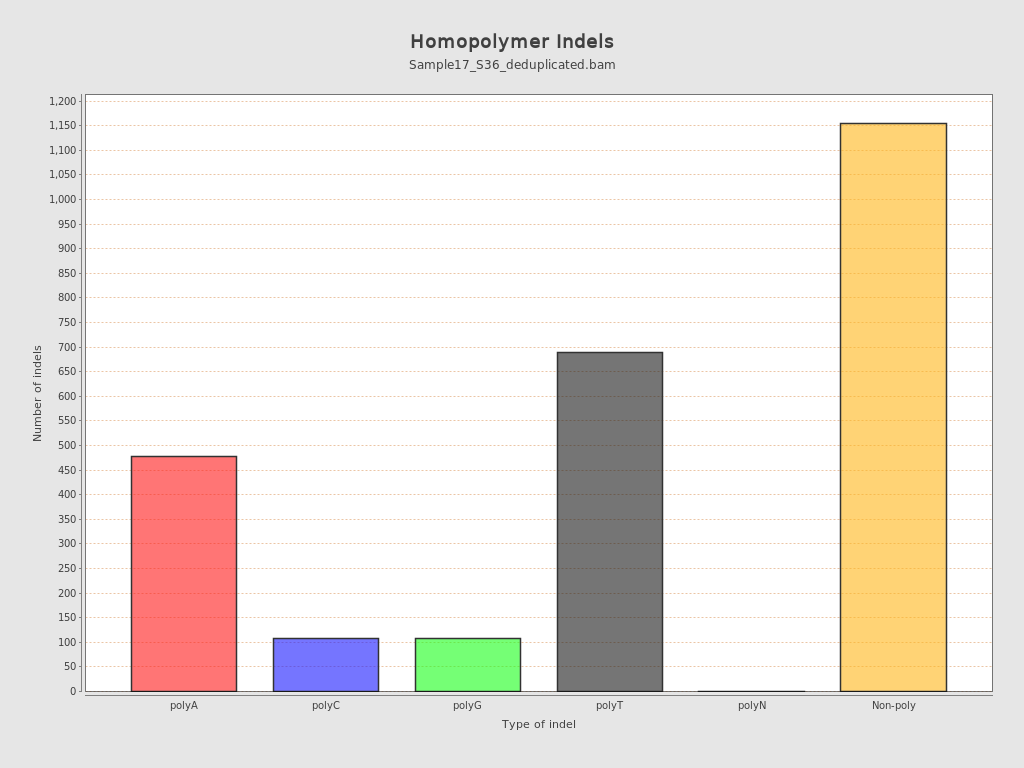 Homopolymer Indels
Sample17_S36_deduplicated.bam
1,200
1,150
1,100
1,050
1,000
950
900
850
800
750
700
650
600
550
500
450
400
350
300
250
200
150
100
50
0
Number of indels
polyA
polyC
polyG
polyT
polyN
Non-poly
Type of indel